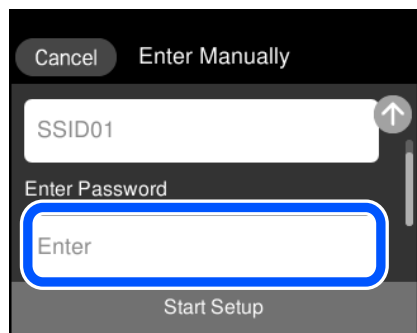 Cancel Enter Manually
SSID01
Enter Password
Enter
Start Setup